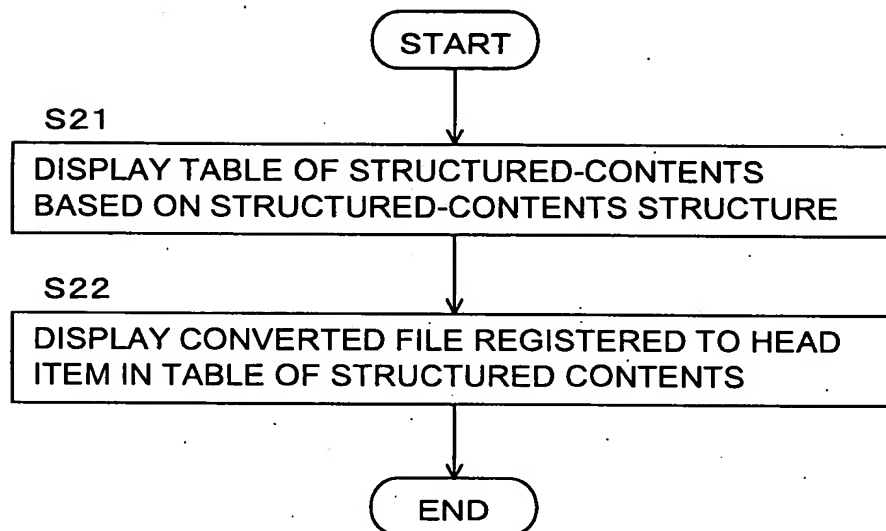 START
S21
DISPLAY TABLE OF STRUCTURED-CONTENTS
BASED ON STRUCTURED-CONTENTS STRUCTURE
S22
DISPLAY CONVERTED FILE REGISTERED TO HEAD
ITEM IN TABLE OF STRUCTURED CONTENTS
END